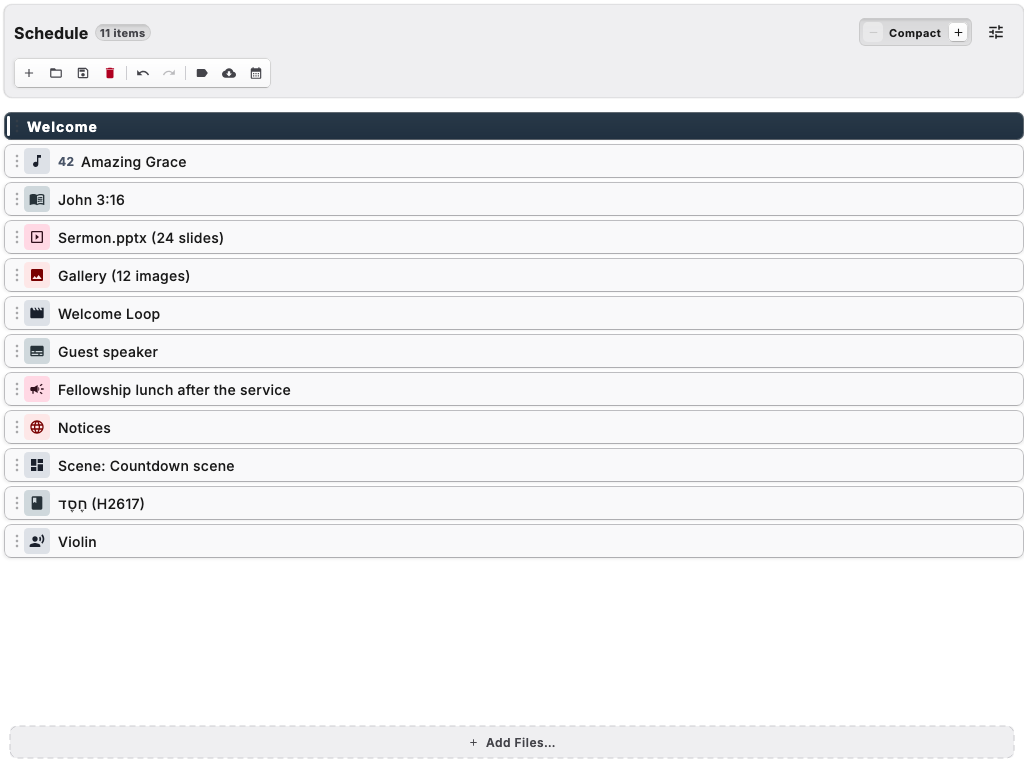 Schedule 11 items
Compact
Welcome
42 Amazing Grace
John 3:16
Sermon.pptx (24 slides)
Gallery (12 images)
Welcome Loop
Guest speaker
Fellowship lunch after the service
Notices
Scene: Countdown scene
חֶסֶד (H2617)
Violin
+ Add Files...